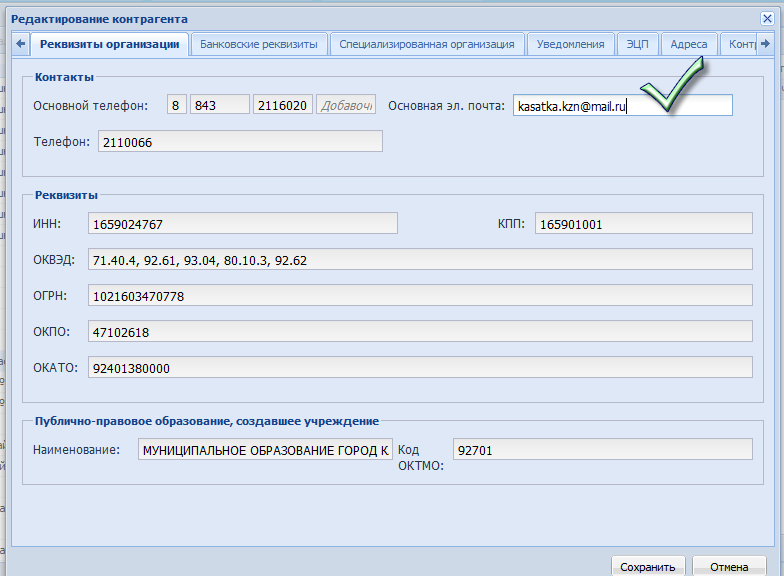 Редактирование контрагента
Реквизиты организации Банковские реквизиты Специализированная организация Уведомления ЭЦП Адреса Контр
Контакты
Основной телефон: 8 843 2116020 Добавочн Основная эл. почта: kasatka.kzn@mail.ru
Телефон: 2110066
Реквизиты
ИНН: 1659024767 КПП: 165901001
ОКВЭД: 71.40.4, 92.61, 93.04, 80.10.3, 92.62
ОГРН: 1021603470778
ОКПО: 47102618
ОКАТО: 92401380000
Публично-правовое образование, создавшее учреждение
Наименование: МУНИЦИПАЛЬНОЕ ОБРАЗОВАНИЕ ГОРОД К Код 92701
ОКТМО:
Сохранить Отмена